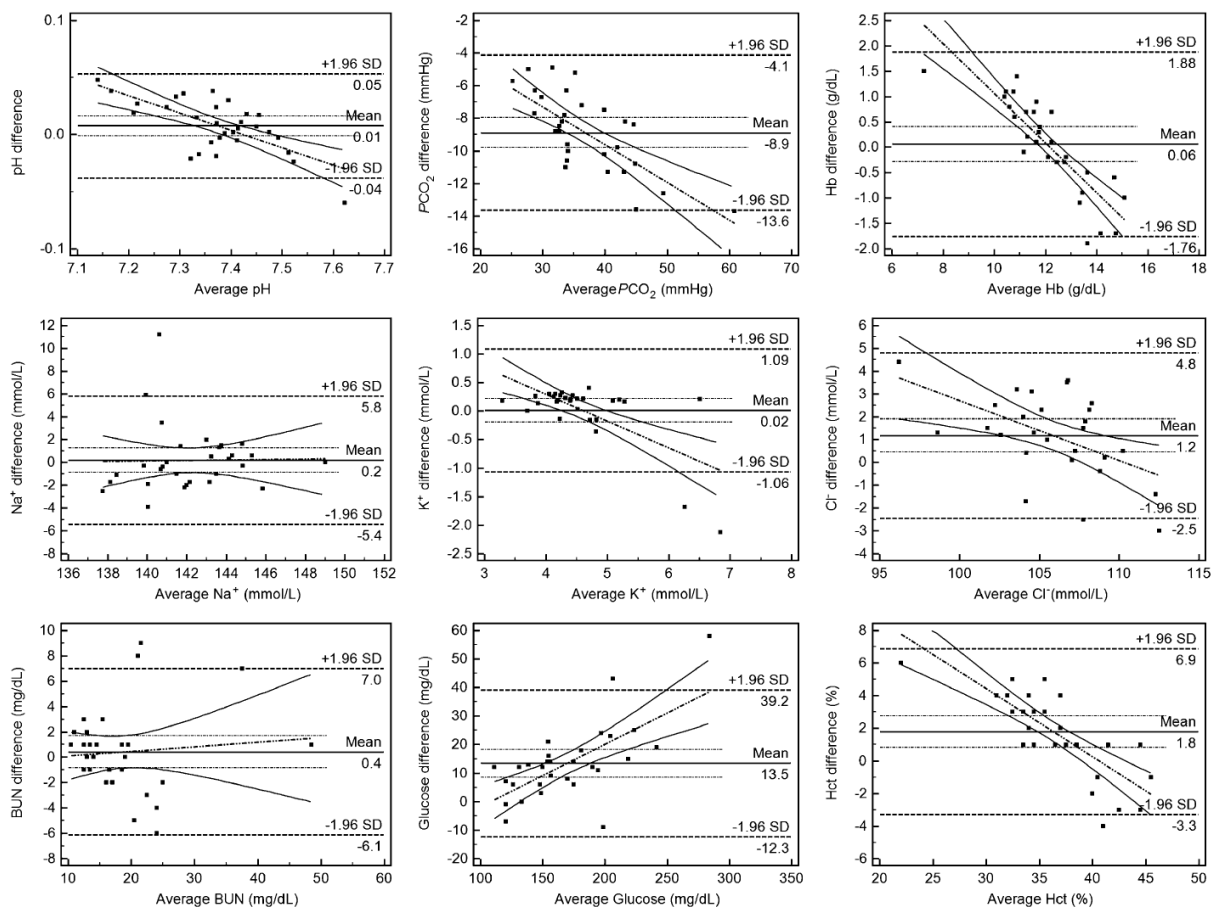 0.1
0.0
-0.1
pH difference
+1.96 SD
0.05
Mean
0.01
-1.96 SD
-0.04
7.1 7.2 7.3 7.4 7.5 7.6 7.7
Average pH
-4
-6
-8
-10
-12
-14
-16
PCO₂ difference (mmHg)
+1.96 SD
-4.1
Mean
-8.9
-1.96 SD
-13.6
20 30 40 50 60 70
Average PCO₂ (mmHg)
2.5
2.0
1.5
1.0
0.5
0.0
-0.5
-1.0
-1.5
-2.0
Hb difference (g/dL)
+1.96 SD
1.88
Mean
0.06
-1.96 SD
-1.76
6 8 10 12 14 16 18
Average Hb (g/dL)
12
10
8
6
4
2
0
-2
-4
-6
-8
Na⁺ difference (mmol/L)
+1.96 SD
5.8
Mean
0.2
-1.96 SD
-5.4
136 138 140 142 144 146 148 150 152
Average Na⁺ (mmol/L)
1.5
1.0
0.5
0.0
-0.5
-1.0
-1.5
-2.0
-2.5
K⁺ difference (mmol/L)
+1.96 SD
1.09
Mean
0.02
-1.96 SD
-1.06
3 4 5 6 7 8
Average K⁺ (mmol/L)
6
5
4
3
2
1
0
-1
-2
-3
-4
Cl⁻ difference (mmol/L)
+1.96 SD
4.8
Mean
1.2
-1.96 SD
-2.5
95 100 105 110 115
Average Cl⁻(mmol/L)
10
8
6
4
2
0
-2
-4
-6
-8
BUN difference (mg/dL)
+1.96 SD
7.0
Mean
0.4
-1.96 SD
-6.1
10 20 30 40 50 60
Average BUN (mg/dL)
60
50
40
30
20
10
0
-10
-20
Glucose difference (mg/dL)
+1.96 SD
39.2
Mean
13.5
-1.96 SD
-12.3
100 150 200 250 300 350
Average Glucose (mg/dL)
8
6
4
2
0
-2
-4
-6
Hct difference (%)
+1.96 SD
6.9
Mean
1.8
-1.96 SD
-3.3
20 25 30 35 40 45 50
Average Hct (%)